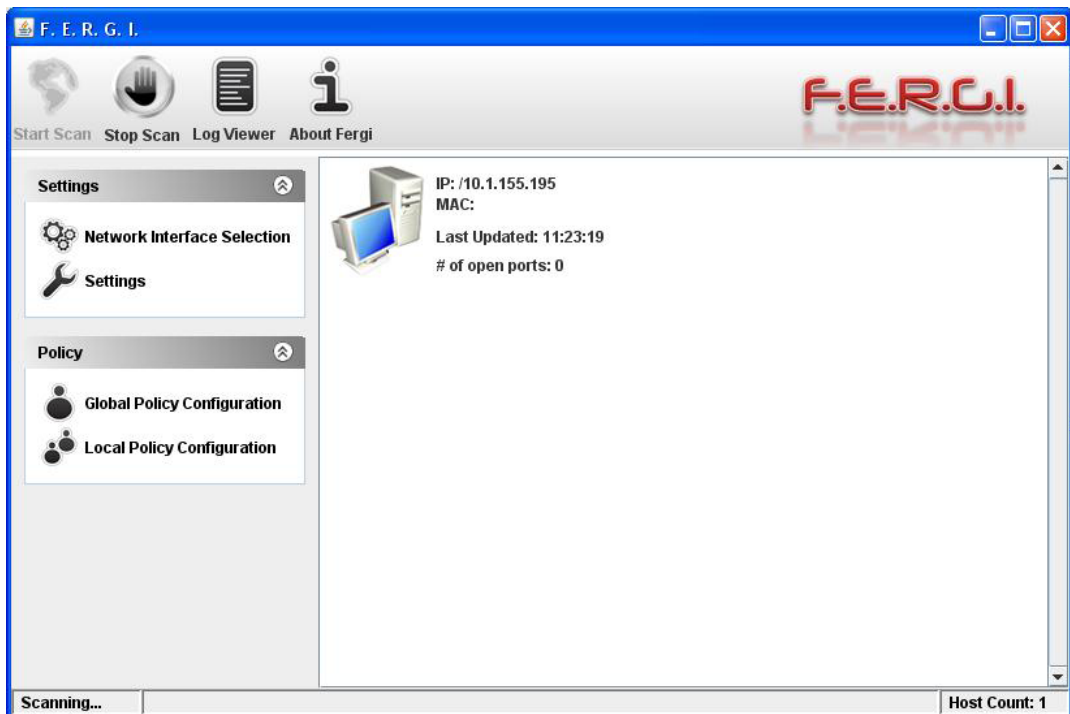 F. E. R. G. I.
Start Scan Stop Scan Log Viewer About Fergi
F.E.R.G.I.
Settings
Network Interface Selection
Settings
Policy
Global Policy Configuration
Local Policy Configuration
IP: /10.1.155.195
MAC:
Last Updated: 11:23:19
# of open ports: 0
Scanning...
Host Count: 1